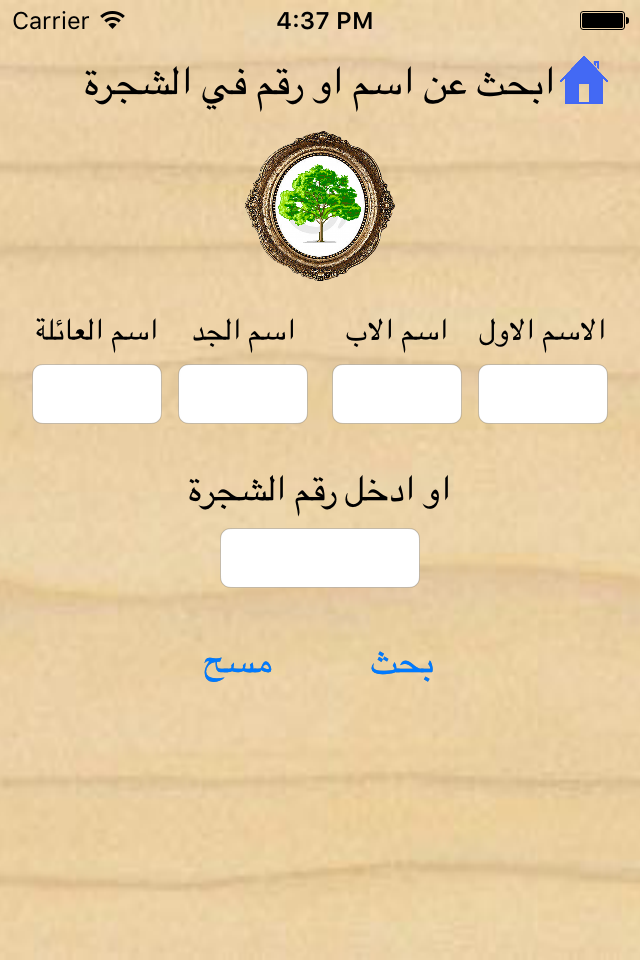 Carrier 4:37 PM
ابحث عن اسم او رقم في الشجرة
الاسم الاول اسم الاب اسم الجد اسم العائلة
او ادخل رقم الشجرة
بحث مسح